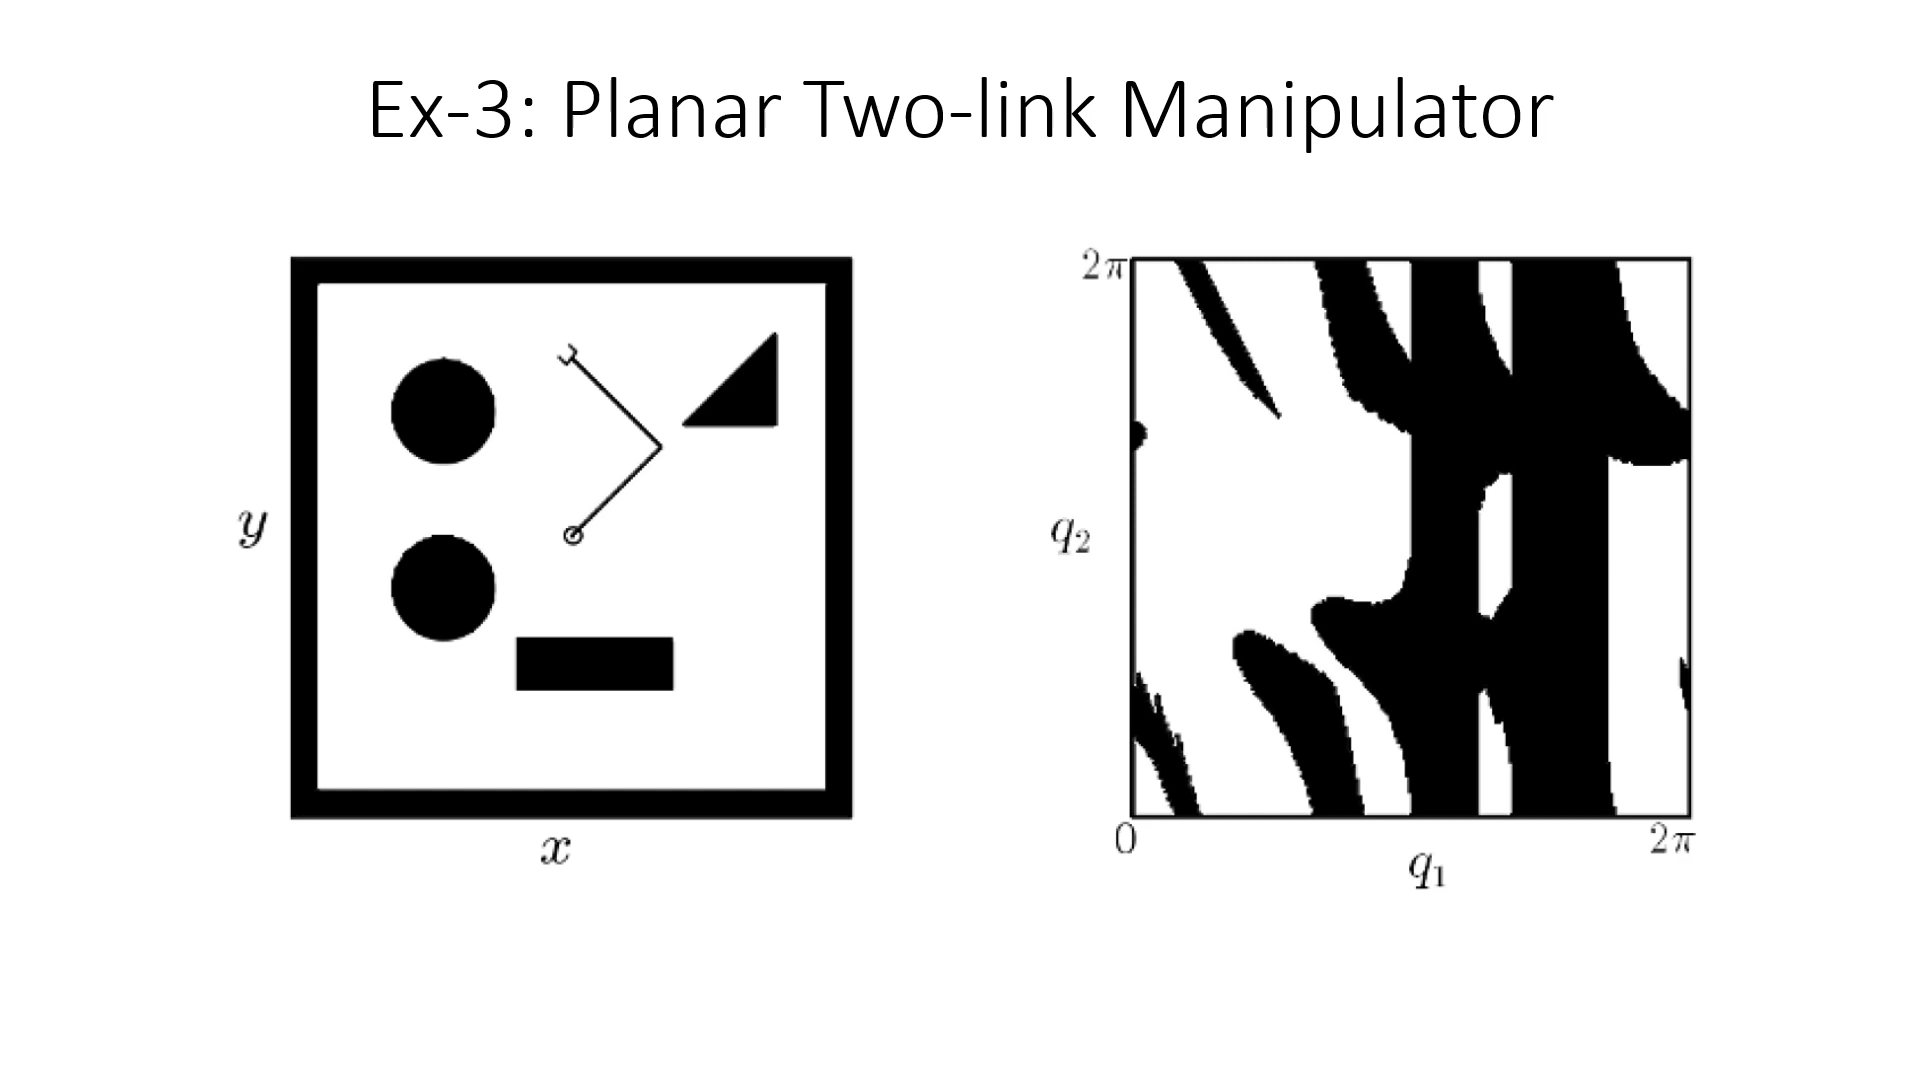 Ex-3: Planar Two-link Manipulator
y
x
2π
q₂
0
2π
q₁